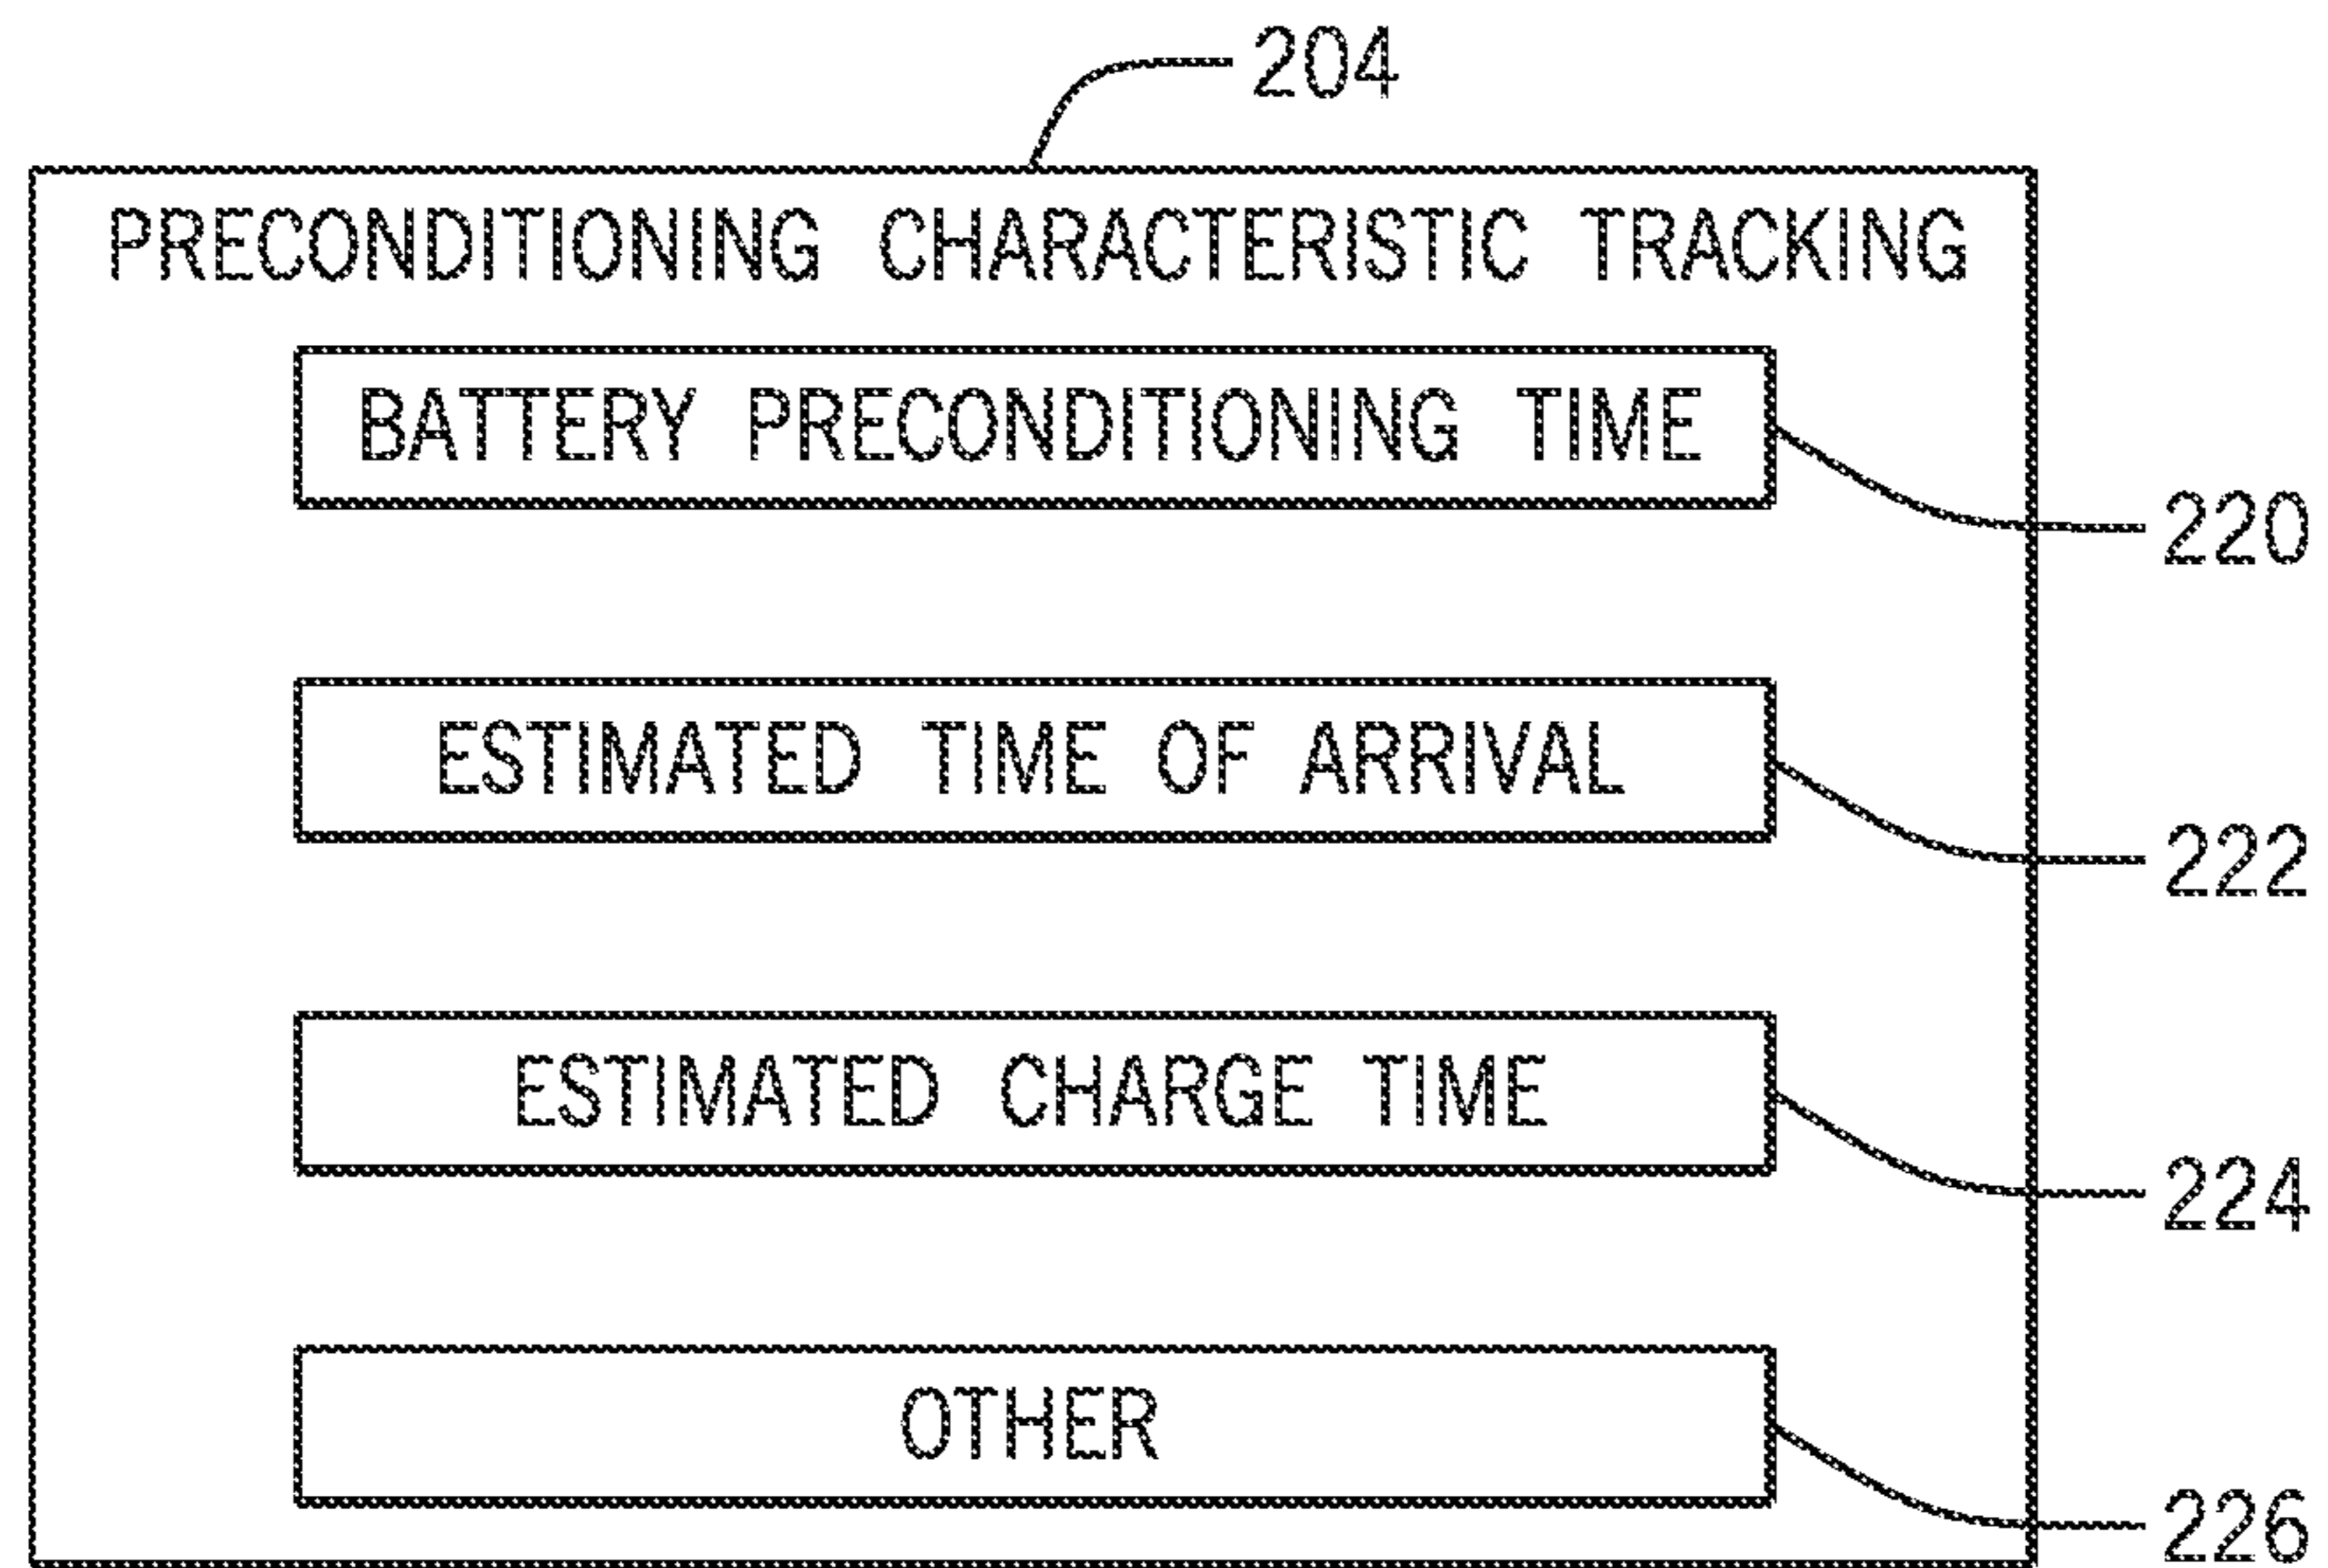 204
PRECONDITIONING CHARACTERISTIC TRACKING
BATTERY PRECONDITIONING TIME
220
ESTIMATED TIME OF ARRIVAL
222
ESTIMATED CHARGE TIME
224
OTHER
226